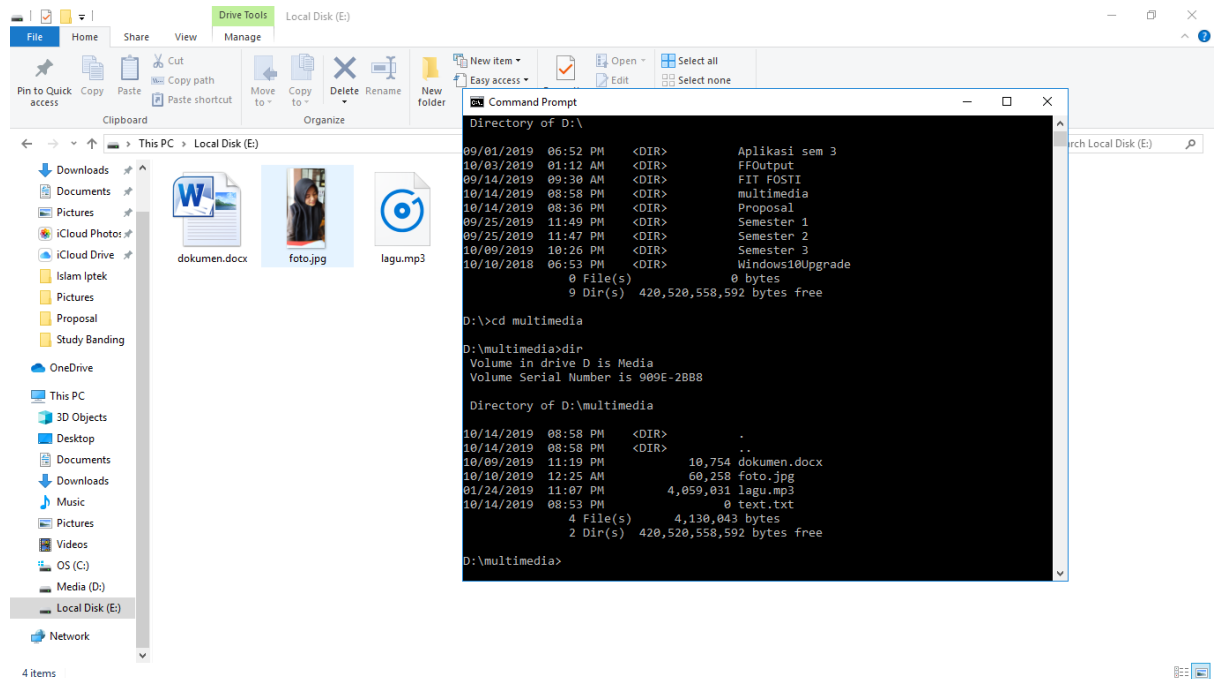 Drive Tools Local Disk (E:)
File Home Share View Manage
Pin to Quick access
Copy
Paste
Cut
Copy path
Paste shortcut
Clipboard
Move to
Copy to
Delete
Rename
Organize
New folder
New item
Easy access
Open
Edit
Select all
Select none
This PC > Local Disk (E:)
Local Disk (E:)
Downloads
Documents
Pictures
iCloud Photos
iCloud Drive
Islam Iptek
Pictures
Proposal
Study Banding
OneDrive
This PC
3D Objects
Desktop
Documents
Downloads
Music
Pictures
Videos
OS (C:)
Media (D:)
Local Disk (E:)
Network
4 items
dokumen.docx
foto.jpg
lagu.mp3
Command Prompt
Directory of D:\
09/01/2019 06:52 PM <DIR> Aplikasi sem 3
10/03/2019 01:12 AM <DIR> FFOutput
09/14/2019 09:30 AM <DIR> FIT FOSTI
10/14/2019 08:58 PM <DIR> multimedia
10/14/2019 08:36 PM <DIR> Proposal
09/25/2019 11:49 PM <DIR> Semester 1
09/25/2019 11:47 PM <DIR> Semester 2
10/09/2019 10:26 PM <DIR> Semester 3
10/10/2018 06:53 PM <DIR> Windows10Upgrade
0 File(s) 0 bytes
9 Dir(s) 420,520,558,592 bytes free
D:\>cd multimedia
D:\multimedia>dir
Volume in drive D is Media
Volume Serial Number is 909E-2BB8
Directory of D:\multimedia
10/14/2019 08:58 PM <DIR> .
10/14/2019 08:58 PM <DIR> ..
10/09/2019 11:19 PM 10,754 dokumen.docx
10/10/2019 12:25 AM 60,258 foto.jpg
01/24/2019 11:07 PM 4,059,031 lagu.mp3
10/14/2019 08:53 PM 0 text.txt
4 File(s) 4,130,043 bytes
2 Dir(s) 420,520,558,592 bytes free
D:\multimedia>